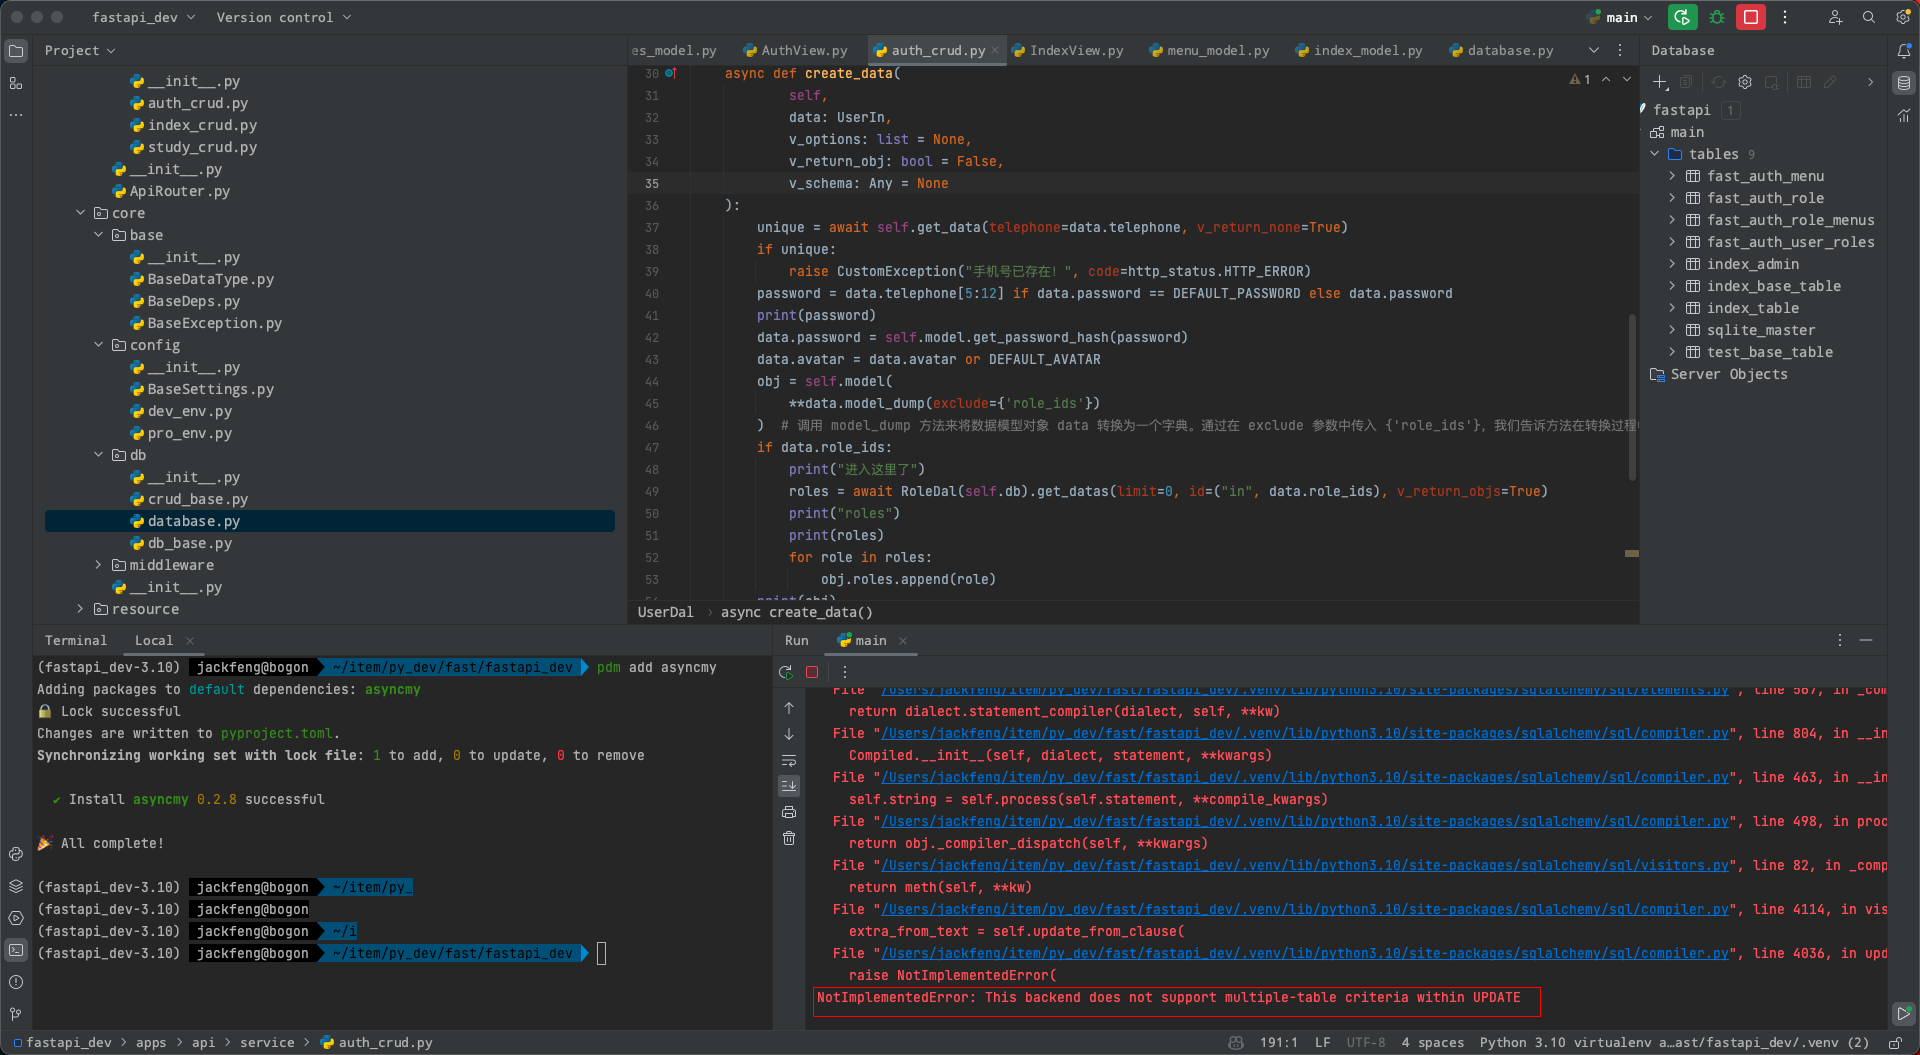 fastapi_dev
Version control
main
Project
__init__.py
auth_crud.py
index_crud.py
study_crud.py
__init__.py
ApiRouter.py
core
base
__init__.py
BaseDataType.py
BaseDeps.py
BaseException.py
config
__init__.py
BaseSettings.py
dev_env.py
pro_env.py
db
__init__.py
crud_base.py
database.py
db_base.py
middleware
__init__.py
resource
es_model.py
AuthView.py
auth_crud.py
IndexView.py
menu_model.py
index_model.py
database.py
1
30 async def create_data(
31 self,
32 data: UserIn,
33 v_options: list = None,
34 v_return_obj: bool = False,
35 v_schema: Any = None
36 ):
37 unique = await self.get_data(telephone=data.telephone, v_return_none=True)
38 if unique:
39 raise CustomException("手机号已存在！", code=http_status.HTTP_ERROR)
40 password = data.telephone[5:12] if data.password == DEFAULT_PASSWORD else data.password
41 print(password)
42 data.password = self.model.get_password_hash(password)
43 data.avatar = data.avatar or DEFAULT_AVATAR
44 obj = self.model(
45 **data.model_dump(exclude={'role_ids'})
46 ) # 调用 model_dump 方法来将数据模型对象 data 转换为一个字典。通过在 exclude 参数中传入 {'role_ids'}，我们告诉方法在转换过程
47 if data.role_ids:
48 print("进入这里了")
49 roles = await RoleDal(self.db).get_datas(limit=0, id=("in", data.role_ids), v_return_objs=True)
50 print("roles")
51 print(roles)
52 for role in roles:
53 obj.roles.append(role)
54 print(obj)
UserDal
async create_data()
Database
fastapi 1
main
tables 9
fast_auth_menu
fast_auth_role
fast_auth_role_menus
fast_auth_user_roles
index_admin
index_base_table
index_table
sqlite_master
test_base_table
Server Objects
Terminal
Local
(fastapi_dev-3.10) jackfeng@bogon ~/item/py_dev/fast/fastapi_dev pdm add asyncmy
Adding packages to default dependencies: asyncmy
🔒 Lock successful
Changes are written to pyproject.toml.
Synchronizing working set with lock file: 1 to add, 0 to update, 0 to remove
✔ Install asyncmy 0.2.8 successful
🎉 All complete!
(fastapi_dev-3.10) jackfeng@bogon ~/item/py_
(fastapi_dev-3.10) jackfeng@bogon
(fastapi_dev-3.10) jackfeng@bogon ~/i
(fastapi_dev-3.10) jackfeng@bogon ~/item/py_dev/fast/fastapi_dev
Run
main
File "/Users/jackfeng/item/py_dev/fast/fastapi_dev/.venv/lib/python3.10/site-packages/sqlalchemy/sql/elements.py", line 567, in _com
return dialect.statement_compiler(dialect, self, **kw)
File "/Users/jackfeng/item/py_dev/fast/fastapi_dev/.venv/lib/python3.10/site-packages/sqlalchemy/sql/compiler.py", line 804, in __in
Compiled.__init__(self, dialect, statement, **kwargs)
File "/Users/jackfeng/item/py_dev/fast/fastapi_dev/.venv/lib/python3.10/site-packages/sqlalchemy/sql/compiler.py", line 463, in __in
self.string = self.process(self.statement, **compile_kwargs)
File "/Users/jackfeng/item/py_dev/fast/fastapi_dev/.venv/lib/python3.10/site-packages/sqlalchemy/sql/compiler.py", line 498, in proc
return obj._compiler_dispatch(self, **kwargs)
File "/Users/jackfeng/item/py_dev/fast/fastapi_dev/.venv/lib/python3.10/site-packages/sqlalchemy/sql/visitors.py", line 82, in _comp
return meth(self, **kw)
File "/Users/jackfeng/item/py_dev/fast/fastapi_dev/.venv/lib/python3.10/site-packages/sqlalchemy/sql/compiler.py", line 4114, in vis
extra_from_text = self.update_from_clause(
File "/Users/jackfeng/item/py_dev/fast/fastapi_dev/.venv/lib/python3.10/site-packages/sqlalchemy/sql/compiler.py", line 4036, in upd
raise NotImplementedError(
NotImplementedError: This backend does not support multiple-table criteria within UPDATE
fastapi_dev > apps > api > service > auth_crud.py
191:1 LF UTF-8 4 spaces Python 3.10 virtualenv a…ast/fastapi_dev/.venv (2)